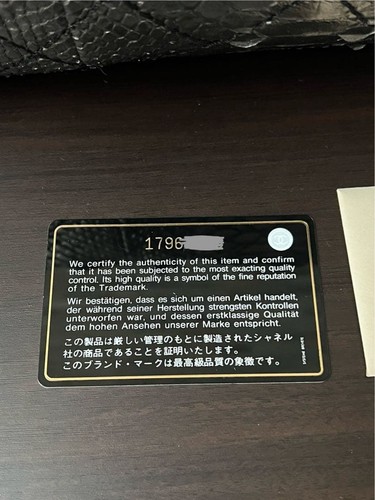 1796
We certify the authenticity of this item and confirm
that it has been subjected to the most exacting quality
control. Its high quality is a symbol of the fine reputation
of the Trademark.
Wir bestätigen, dass es sich um einen Artikel handelt,
der während seiner Herstellung strengsten Kontrollen
unterworfen war, und dessen erstklassige Qualität
dem hohen Ansehen unserer Marke entspricht.
この製品は厳しい管理のもとに製造されたシャネル
社の商品であることを証明いたします。
このブランド・マークは最高級品質の象徴です。